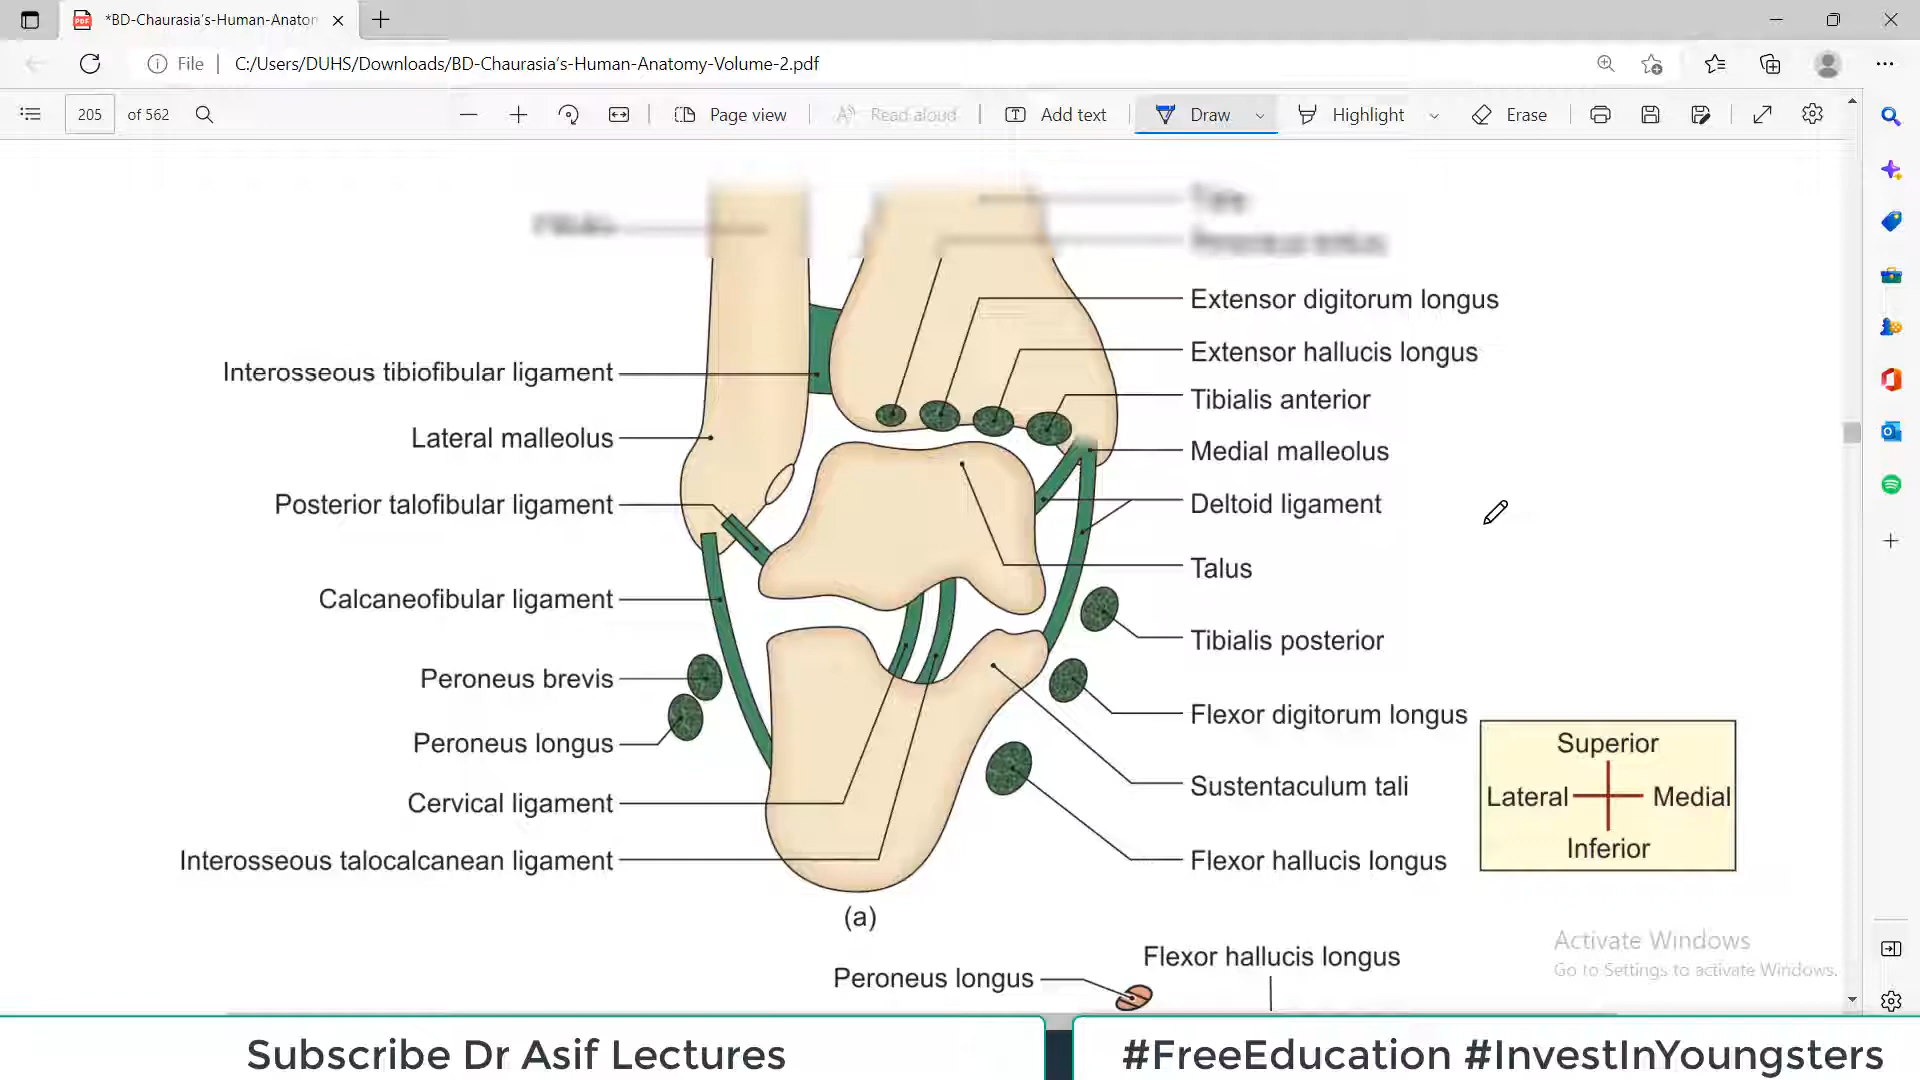 *BD-Chaurasia's-Human-Anaton
File
C:/Users/DUHS/Downloads/BD-Chaurasia's-Human-Anatomy-Volume-2.pdf
205 of 562
Page view
Read aloud
Add text
Draw
Highlight
Erase
Extensor digitorum longus
Extensor hallucis longus
Interosseous tibiofibular ligament
Tibialis anterior
Lateral malleolus
Medial malleolus
Posterior talofibular ligament
Deltoid ligament
Talus
Calcaneofibular ligament
Tibialis posterior
Peroneus brevis
Flexor digitorum longus
Peroneus longus
Superior
Lateral
Medial
Inferior
Sustentaculum tali
Cervical ligament
Interosseous talocalcanean ligament
Flexor hallucis longus
(a)
Flexor hallucis longus
Peroneus longus
Activate Windows
Go to Settings to activate Windows.
Subscribe Dr Asif Lectures
#FreeEducation #InvestInYoungsters